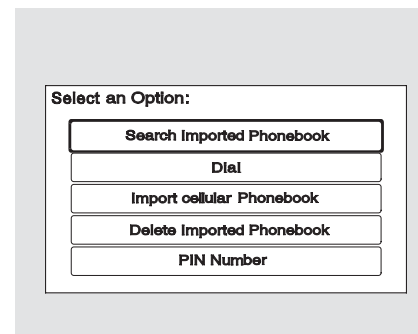 Select an Option:
Search Imported Phonebook
Dial
Import cellular Phonebook
Delete Imported Phonebook
PIN Number